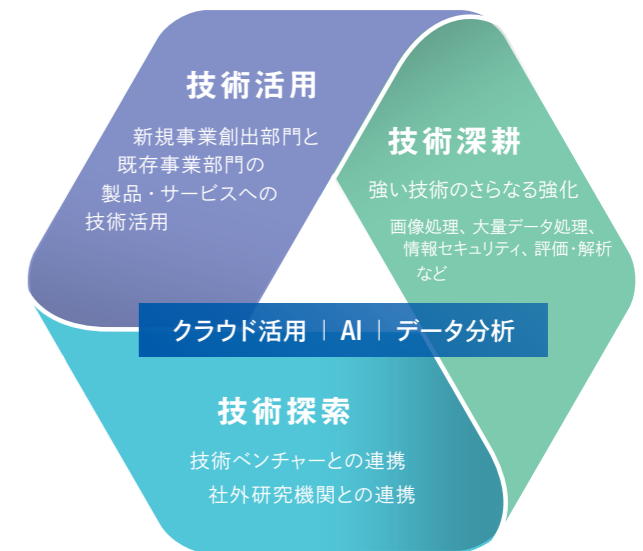 技術活用
新規事業創出部門と
既存事業部門の
製品・サービスへの
技術活用
技術深耕
強い技術のさらなる強化
画像処理、大量データ処理、
情報セキュリティ、評価・解析
など
クラウド活用 | AI | データ分析
技術探索
技術ベンチャーとの連携
社外研究機関との連携